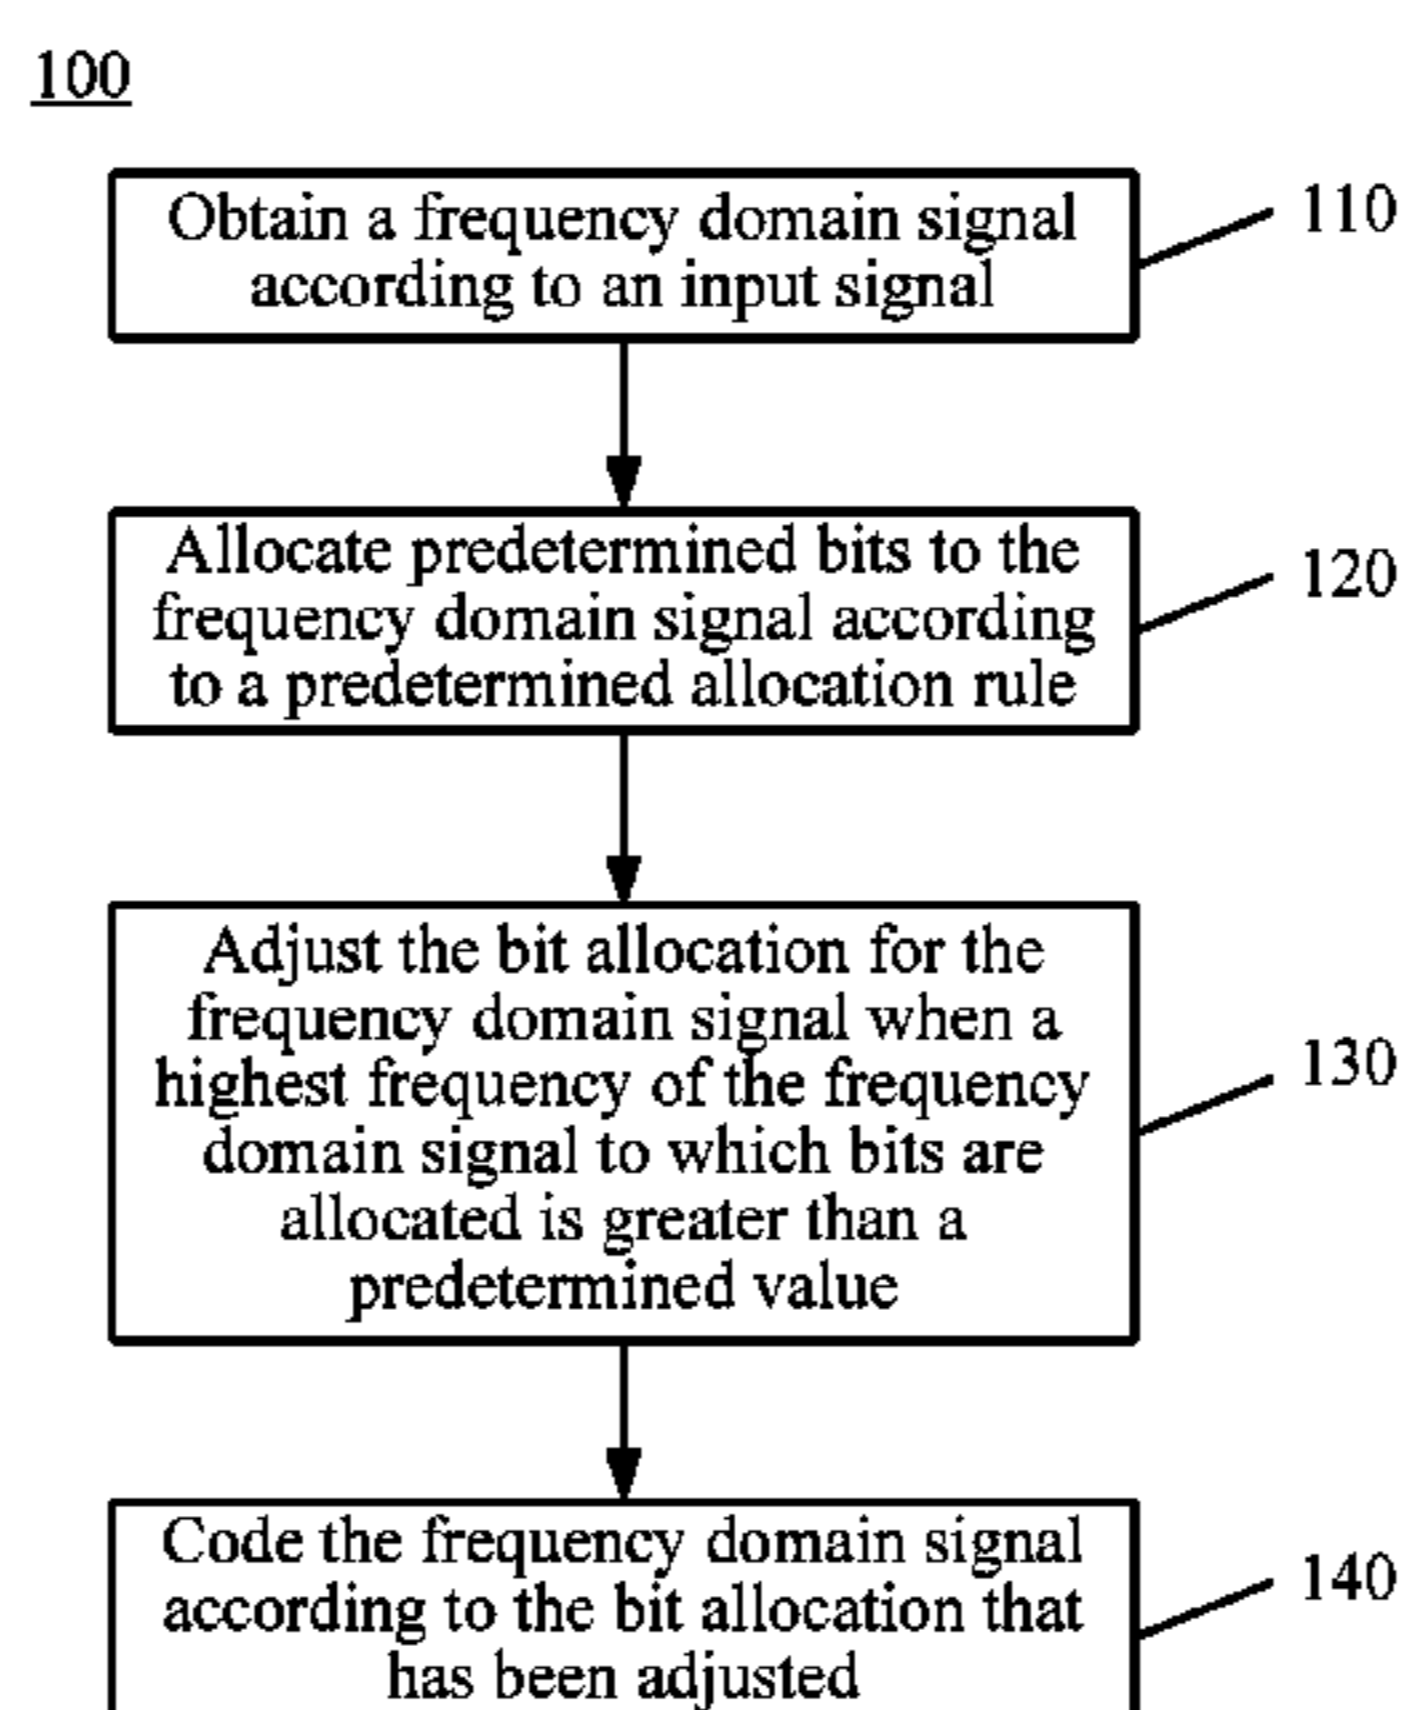 100
Obtain a frequency domain signal
according to an input signal
110
Allocate predetermined bits to the
frequency domain signal according
to a predetermined allocation rule
120
Adjust the bit allocation for the
frequency domain signal when a
highest frequency of the frequency
domain signal to which bits are
allocated is greater than a
predetermined value
130
Code the frequency domain signal
according to the bit allocation that
has been adjusted
140